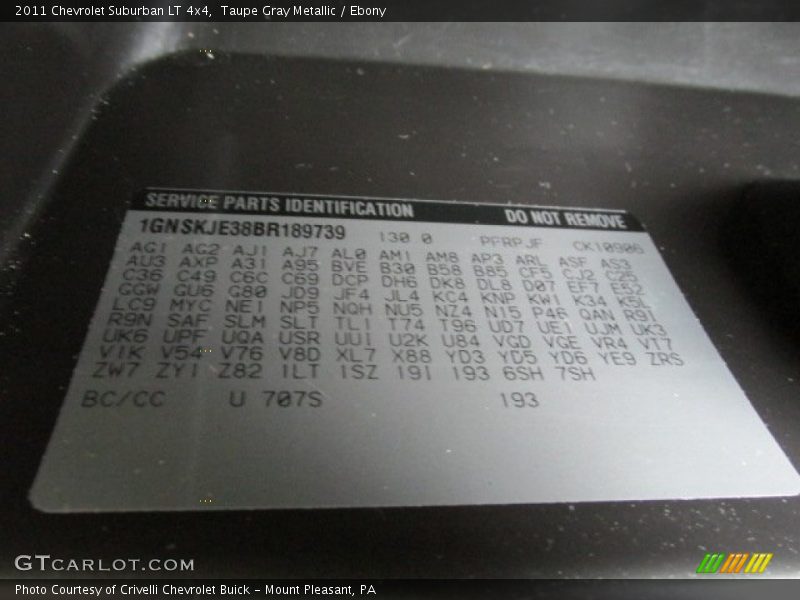 2011 Chevrolet Suburban LT 4x4, Taupe Gray Metallic / Ebony
SERVICE PARTS IDENTIFICATION DO NOT REMOVE
1GNSKJE38BR189739 130 0 PFRPJF CK10906
AG1 AG2 AJ1 AJ7 AL0 AM1 AM8 AP3 ARL ASF AS3
AU3 AXP A31 A95 BVE B30 B58 B85 CF5 CJ2 C25
C36 C49 C6C C69 DCP DH6 DK8 DL8 D07 EF7 E52
GGW GU6 G80 JD9 JF4 JL4 KC4 KNP KW1 K34 K5L
LC9 MYC NE1 NP5 NQH NU5 NZ4 N15 P46 QAN R91
R9N SAF SLM SLT TL1 T74 T96 UD7 UE1 UJM UK3
UK6 UPF UQA USR UU1 U2K U84 VGD VGE VR4 VT7
V1K V54 V76 V8D XL7 X88 YD3 YD5 YD6 YE9 ZRS
ZW7 ZY1 Z82 1LT 1SZ 19I 193 6SH 7SH
BC/CC U 707S 193
GTCARLOT.COM
Photo Courtesy of Crivelli Chevrolet Buick - Mount Pleasant, PA